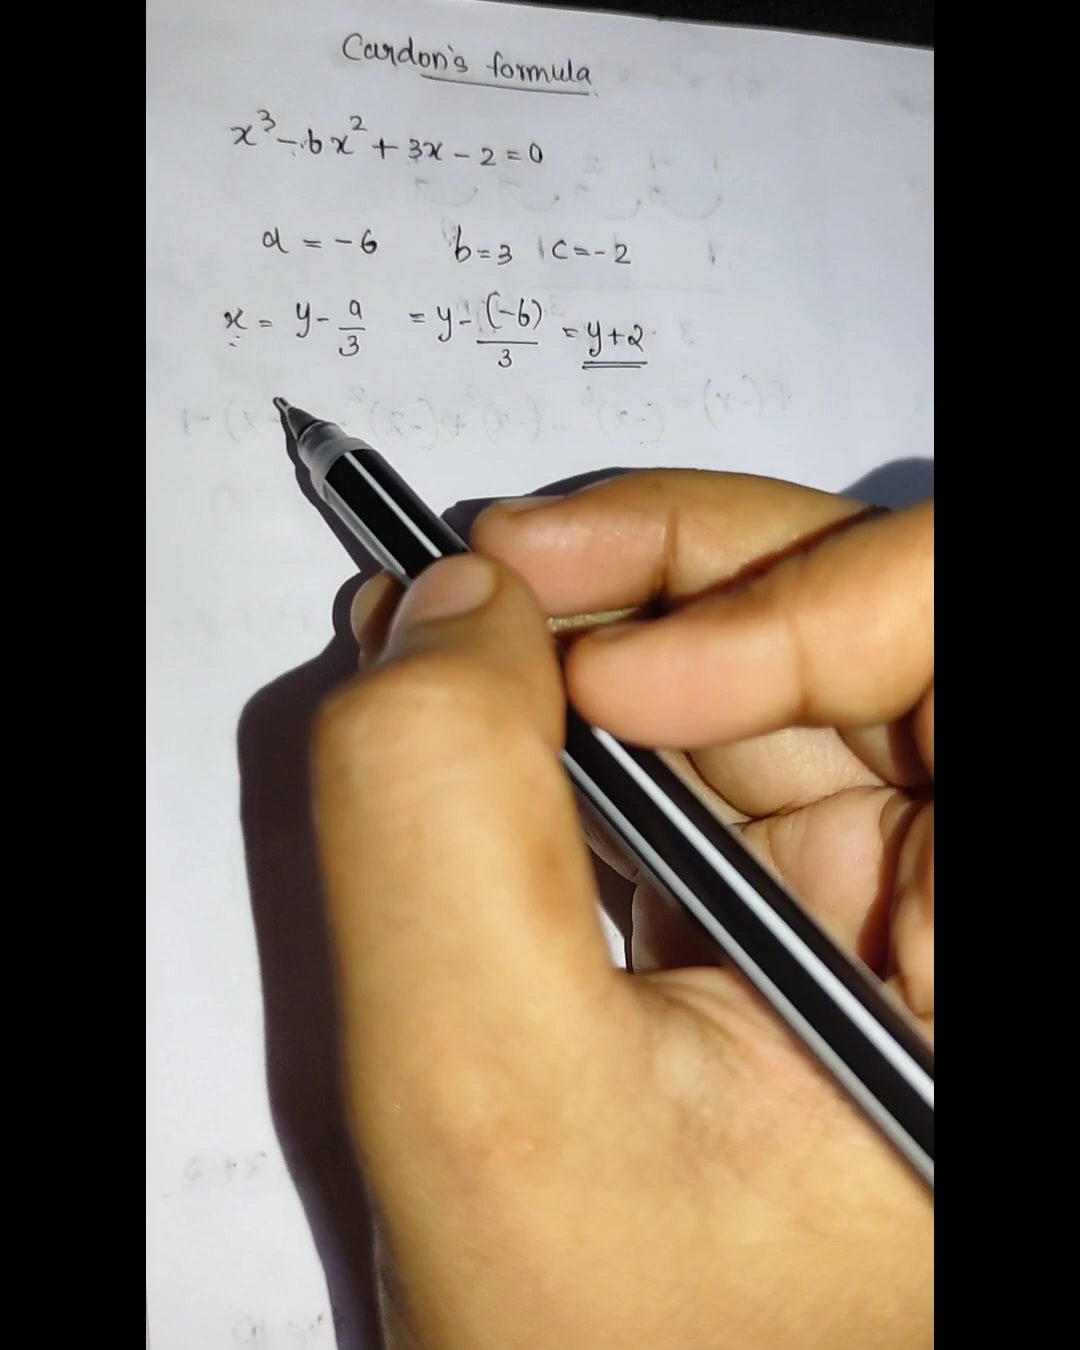 Cardon's formula
x³ - 6x² + 3x - 2 = 0
a = -6 b = 3 c = -2
x = y - a/3 = y - (-6)/3 = y + 2